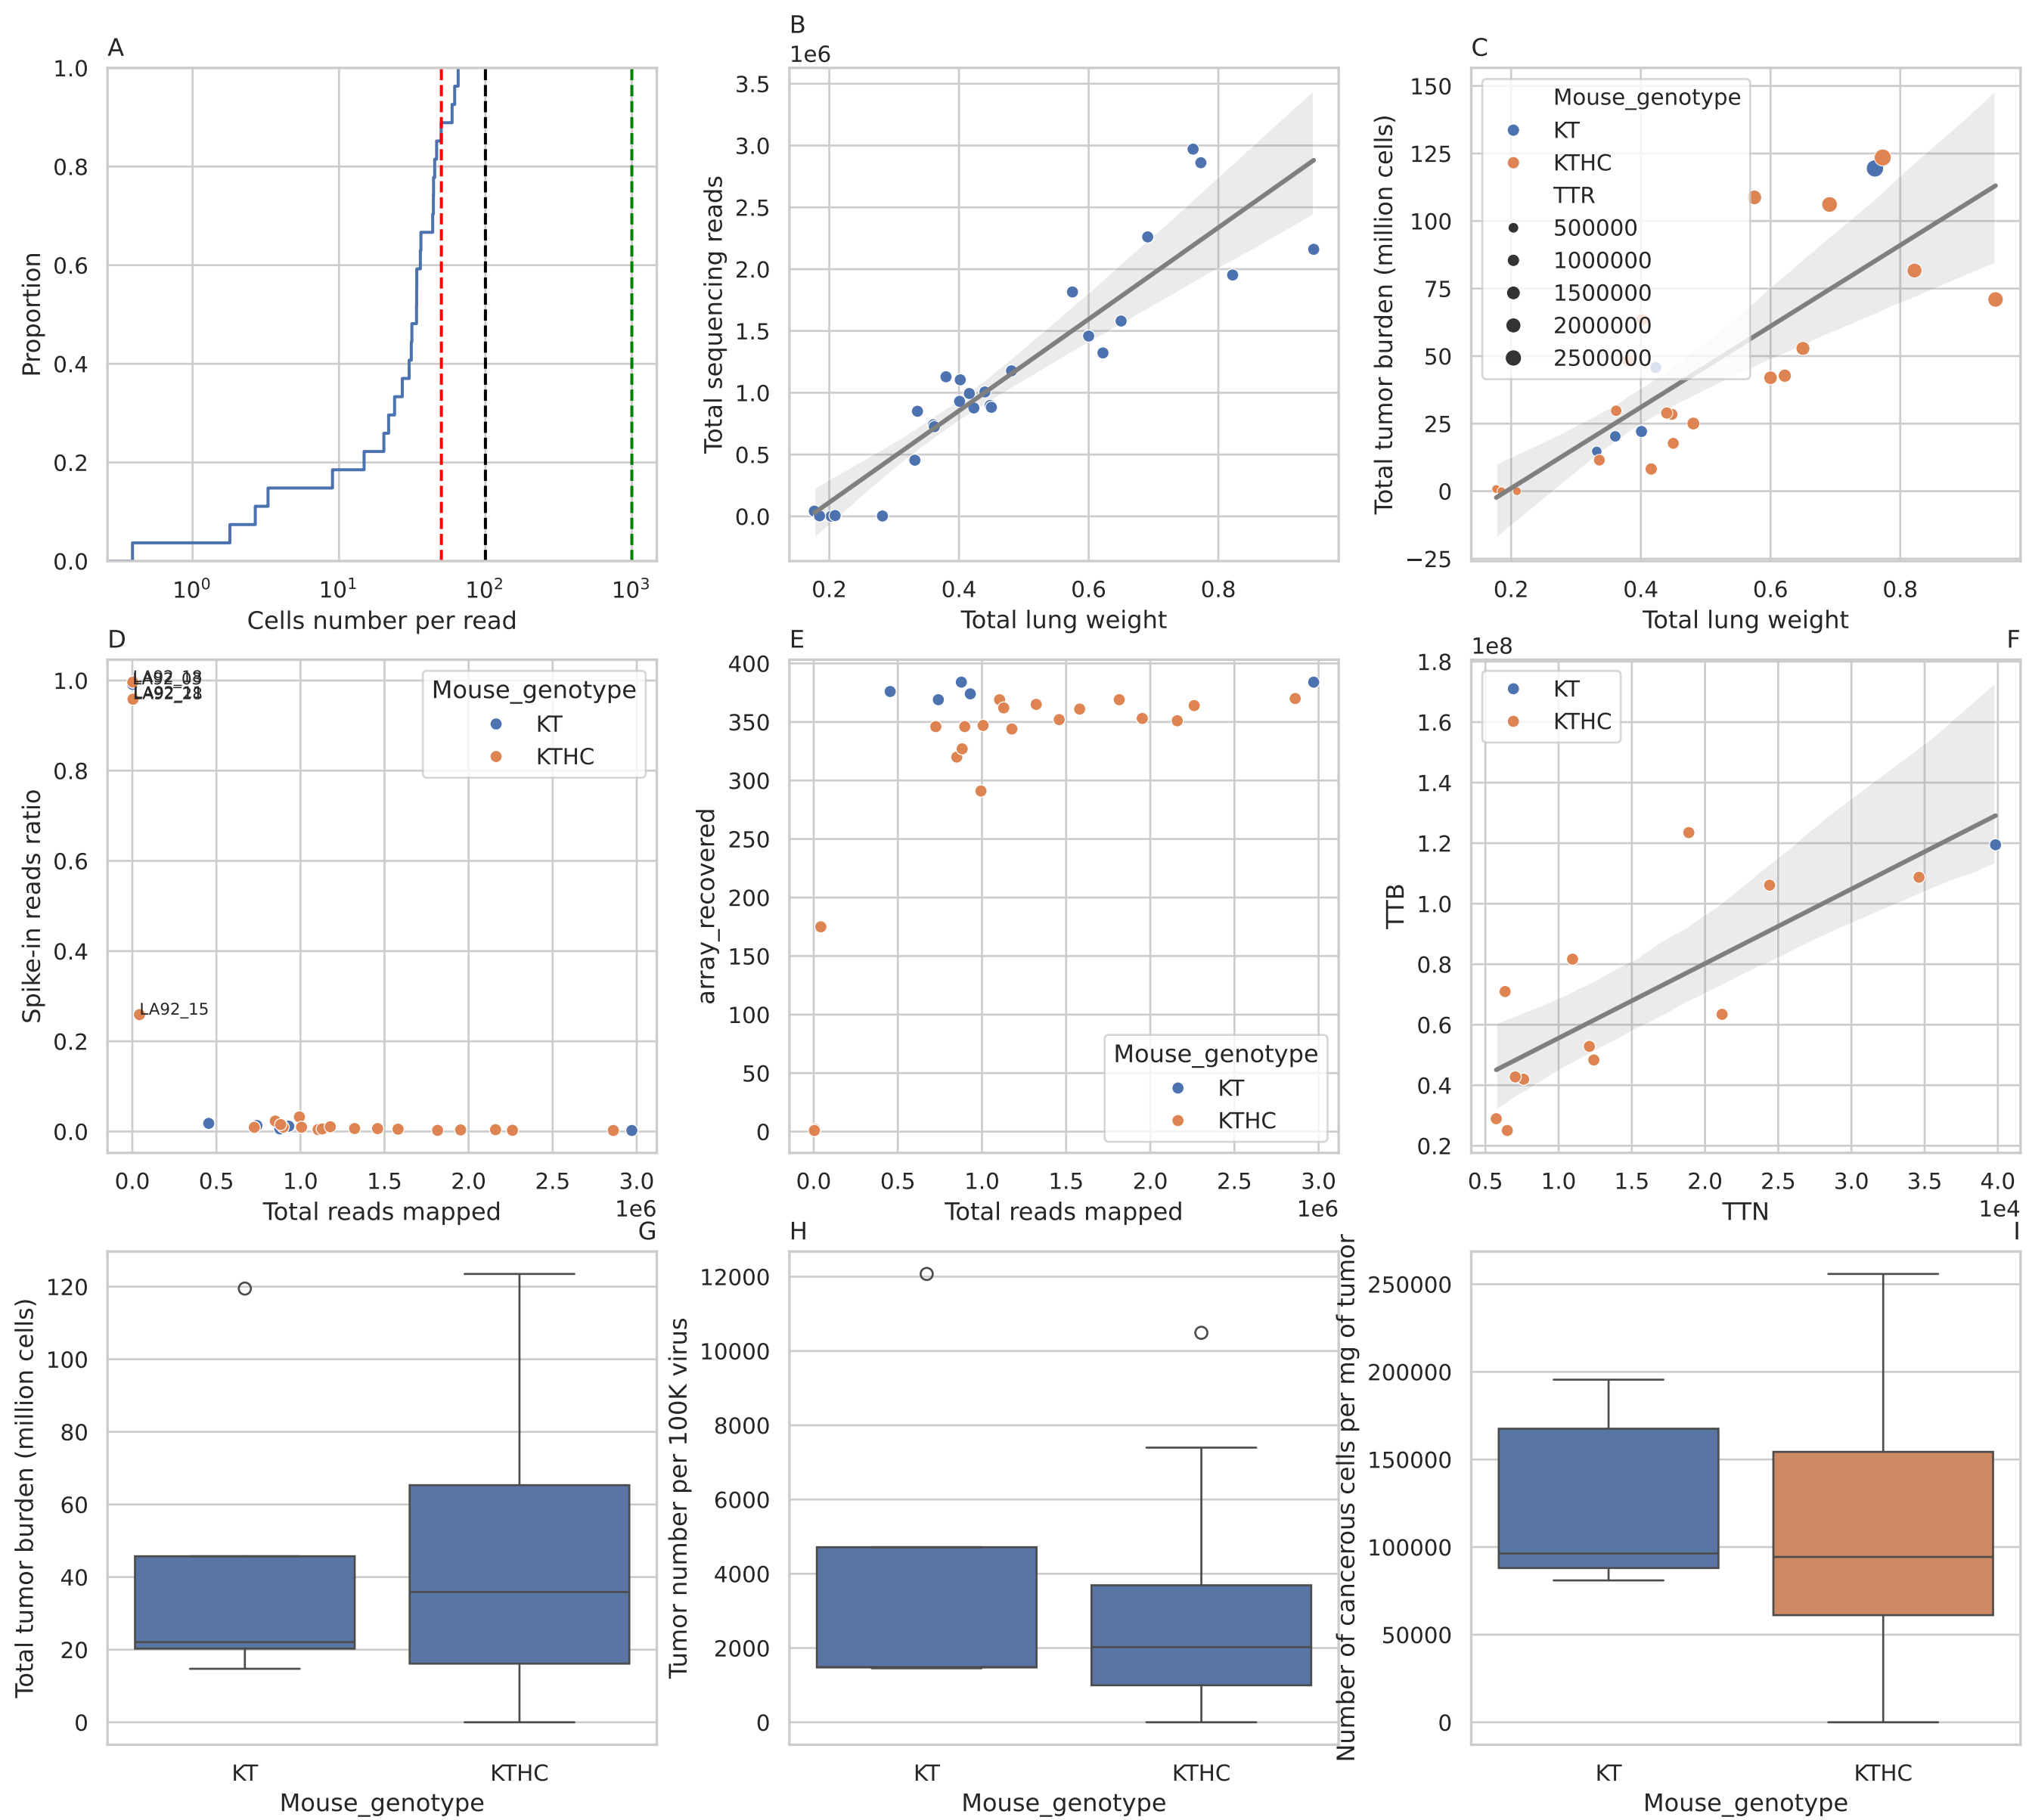 A
1.0
0.8
0.6
0.4
0.2
0.0
Proportion
10⁰
10¹
10²
10³
Cells number per read
B
1e6
3.5
3.0
2.5
2.0
1.5
1.0
0.5
0.0
Total sequencing reads
0.2
0.4
0.6
0.8
Total lung weight
C
150
125
100
75
50
25
0
−25
Total tumor burden (million cells)
Mouse_genotype
KT
KTHC
TTR
500000
1000000
1500000
2000000
2500000
0.2
0.4
0.6
0.8
Total lung weight
D
1.0
0.8
0.6
0.4
0.2
0.0
Spike-in reads ratio
LA92_15
Mouse_genotype
KT
KTHC
0.0
0.5
1.0
1.5
2.0
2.5
3.0
1e6
Total reads mapped
E
400
350
300
250
200
150
100
50
0
array_recovered
Mouse_genotype
KT
KTHC
0.0
0.5
1.0
1.5
2.0
2.5
3.0
1e6
Total reads mapped
F
1e8
1.8
1.6
1.4
1.2
1.0
0.8
0.6
0.4
0.2
TTB
KT
KTHC
0.5
1.0
1.5
2.0
2.5
3.0
3.5
4.0
1e4
TTN
G
120
100
80
60
40
20
0
Total tumor burden (million cells)
KT
KTHC
Mouse_genotype
H
12000
10000
8000
6000
4000
2000
0
Tumor number per 100K virus
KT
KTHC
Mouse_genotype
I
250000
200000
150000
100000
50000
0
Number of cancerous cells per mg of tumor
KT
KTHC
Mouse_genotype